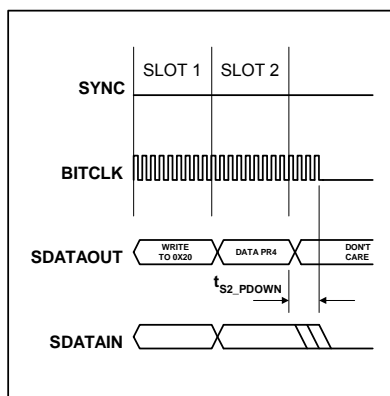 SLOT 1 SLOT 2
SYNC
BITCLK
SDATAOUT
WRITE
TO 0X20
DATA PR4
DON'T
CARE
tS2_PDOWN
SDATAIN